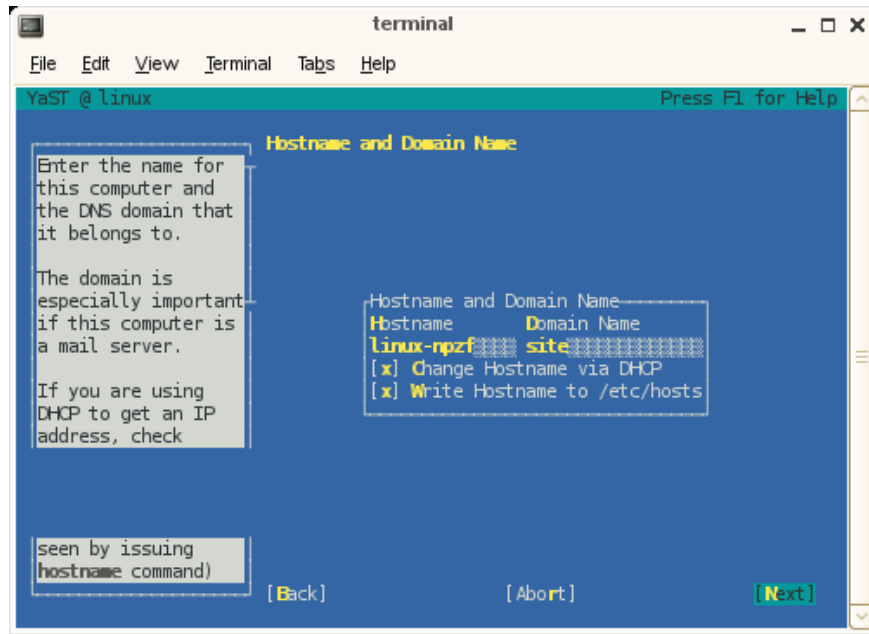 terminal
File Edit View Terminal Tabs Help
YaST @ linux Press F1 for Help
Hostname and Domain Name
Enter the name for
this computer and
the DNS domain that
it belongs to.
The domain is
especially important
if this computer is
a mail server.
If you are using
DHCP to get an IP
address, check
seen by issuing
hostname command)
Hostname and Domain Name
Hostname Domain Name
linux-npzf site
[x] Change Hostname via DHCP
[x] Write Hostname to /etc/hosts
[Back] [Abort] [Next]